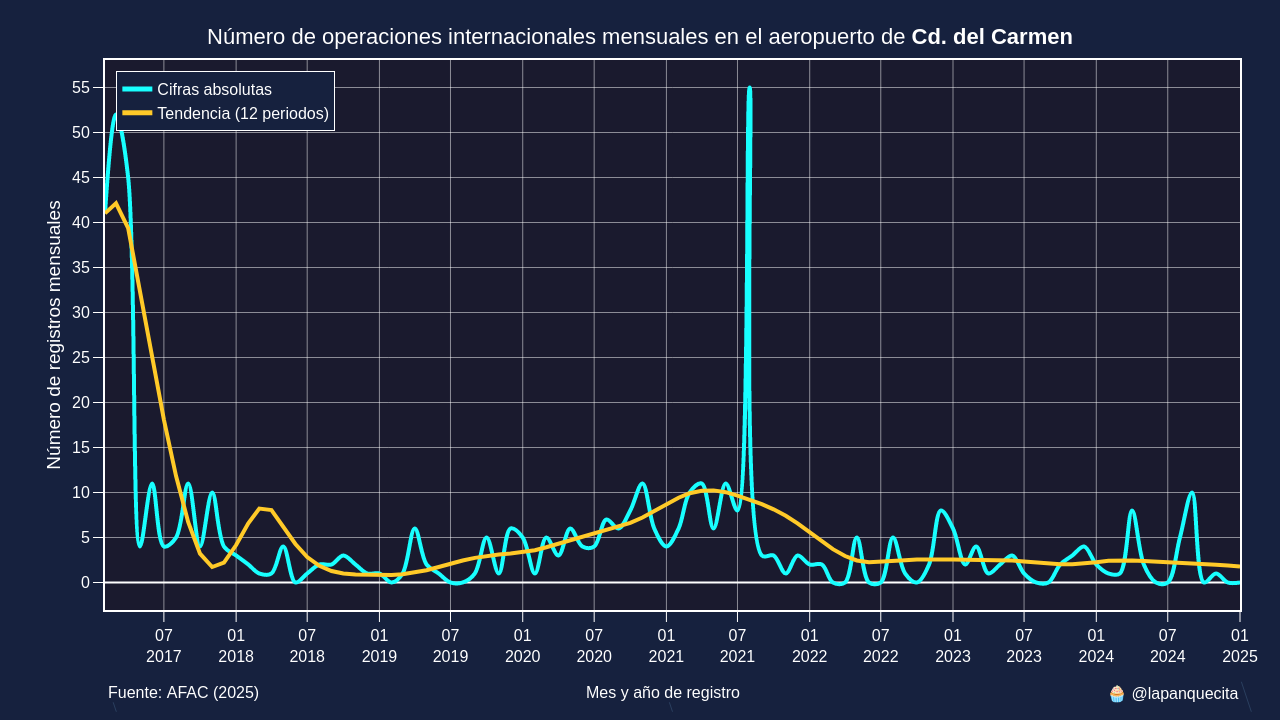 Número de operaciones internacionales mensuales en el aeropuerto de Cd. del Carmen
Cifras absolutas
Tendencia (12 periodos)
Número de registros mensuales
55
50
45
40
35
30
25
20
15
10
5
0
07 01 07 01 07 01 07 01 07 01 07 01 07 01 07 01
2017 2018 2018 2019 2019 2020 2020 2021 2021 2022 2022 2023 2023 2024 2024 2025
Fuente: AFAC (2025) Mes y año de registro 🧁 @lapanquecita